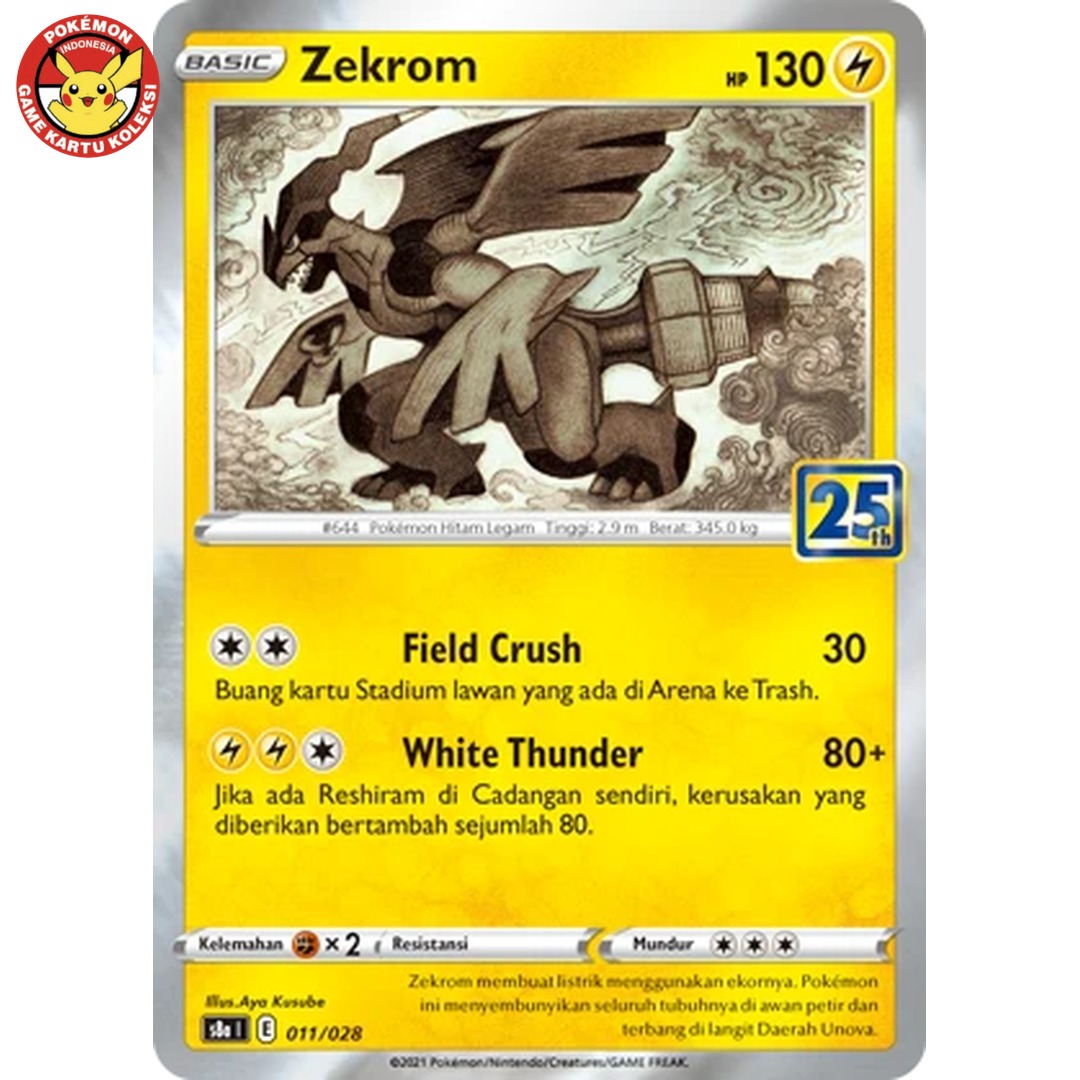 POKÉMON
INDONESIA
GAME KARTU KOLEKSI
BASIC Zekrom HP 130
#644 Pokémon Hitam Legam Tinggi: 2.9 m Berat: 345.0 kg
25th
Field Crush 30
Buang kartu Stadium lawan yang ada di Arena ke Trash.
White Thunder 80+
Jika ada Reshiram di Cadangan sendiri, kerusakan yang
diberikan bertambah sejumlah 80.
Kelemahan × 2 Resistansi Mundur
Zekrom membuat listrik menggunakan ekornya. Pokémon
ini menyembunyikan seluruh tubuhnya di awan petir dan
terbang di langit Daerah Unova.
Illus. Aya Kusube
s8a I E 011/028
©2021 Pokémon/Nintendo/Creatures/GAME FREAK.